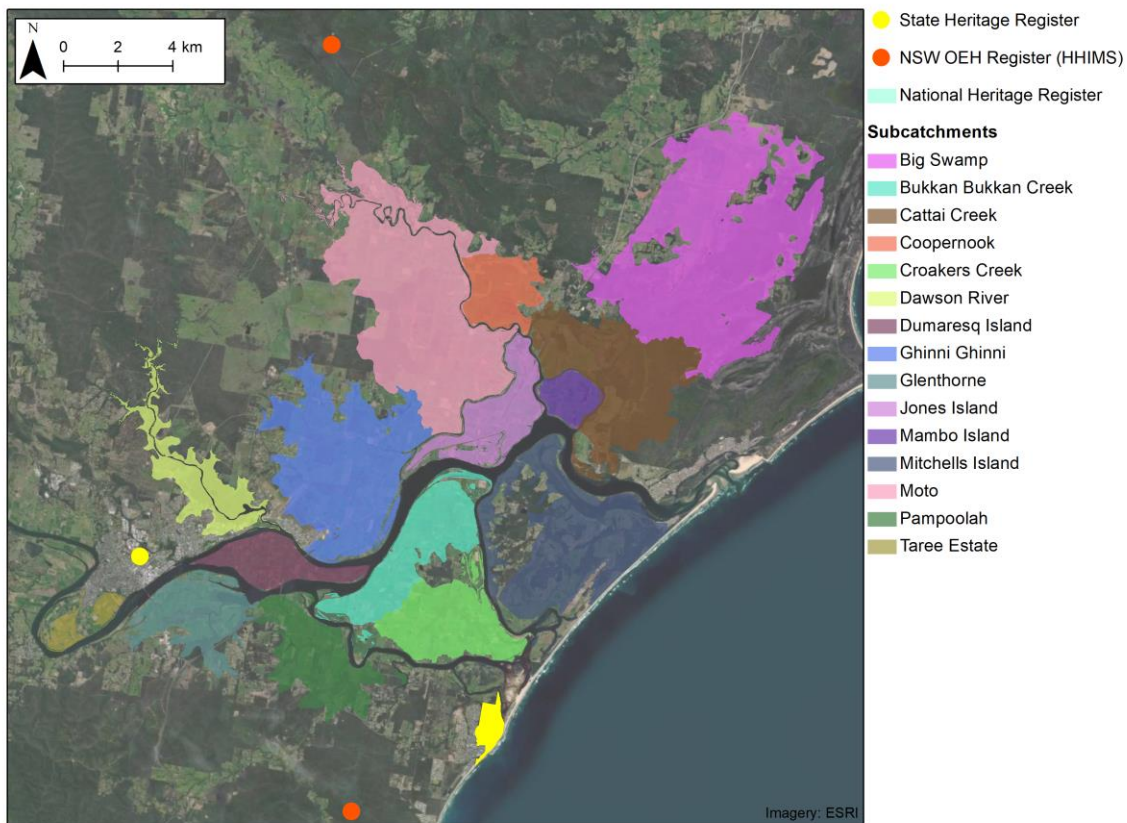 N
0 2 4 km
State Heritage Register
NSW OEH Register (HHIMS)
National Heritage Register
Subcatchments
Big Swamp
Bukkan Bukkan Creek
Cattai Creek
Coopernook
Croakers Creek
Dawson River
Dumaresq Island
Ghinni Ghinni
Glenthorne
Jones Island
Mambo Island
Mitchells Island
Moto
Pampoolah
Taree Estate
Imagery: ESRI